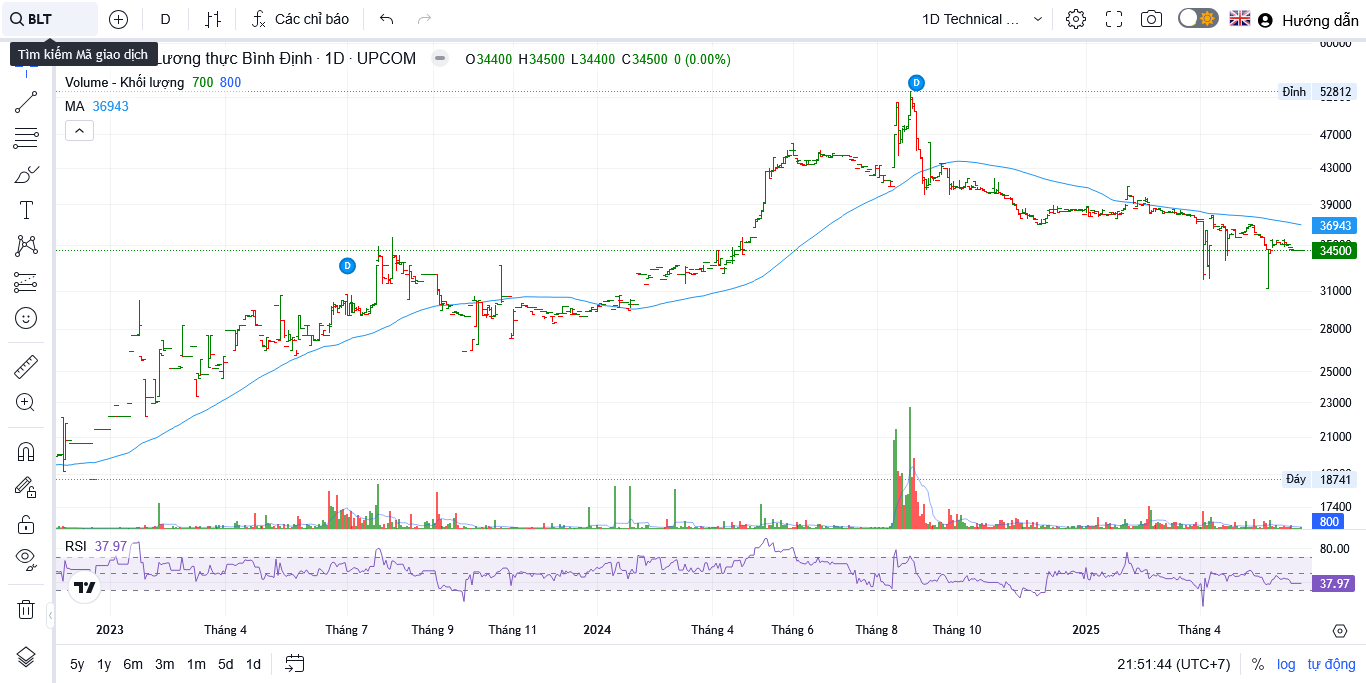 BLT
D
Các chỉ báo
1D Technical ...
Hướng dẫn
Tìm kiếm Mã giao dịch
Lương thực Bình Định · 1D · UPCOM
O34400 H34500 L34400 C34500 0 (0.00%)
Volume - Khối lượng 700 800
MA 36943
D
D
60000
Đỉnh 52812
47000
43000
39000
36943
34500
31000
28000
25000
23000
21000
Đáy 18741
17400
800
RSI 37.97
80.00
37.97
2023 Tháng 4 Tháng 7 Tháng 9 Tháng 11 2024 Tháng 4 Tháng 6 Tháng 8 Tháng 10 2025 Tháng 4
5y 1y 6m 3m 1m 5d 1d
21:51:44 (UTC+7) % log tự động